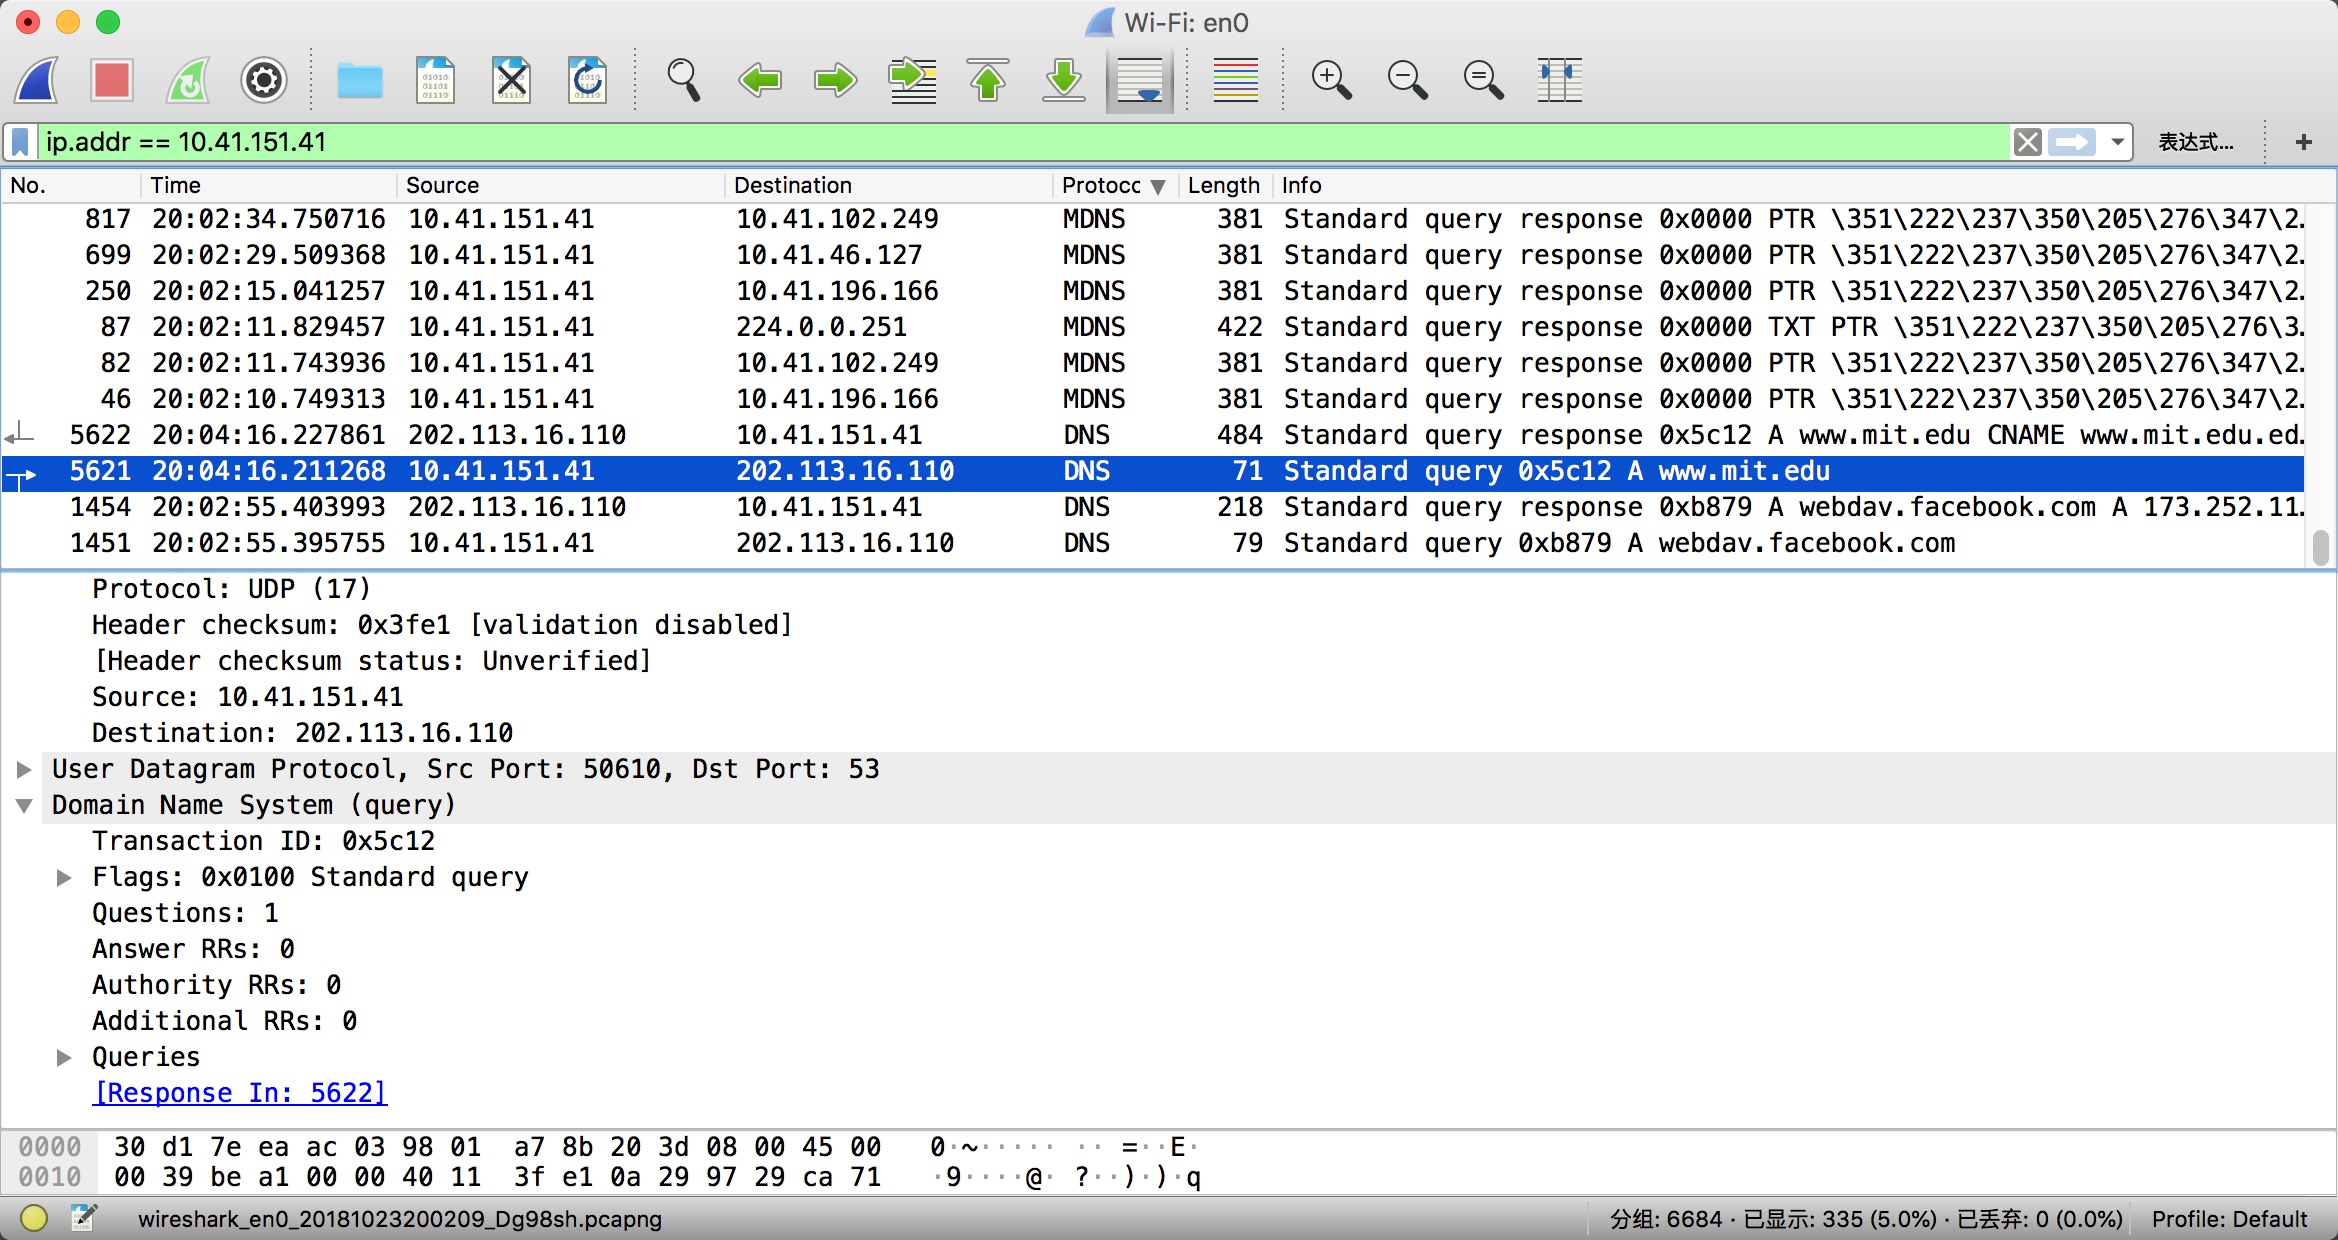 Wi-Fi: en0
ip.addr == 10.41.151.41
表达式...
+
No. Time Source Destination Protoc Length Info
817 20:02:34.750716 10.41.151.41 10.41.102.249 MDNS 381 Standard query response 0x0000 PTR \351\222\237\350\205\276\347\2…
699 20:02:29.509368 10.41.151.41 10.41.46.127 MDNS 381 Standard query response 0x0000 PTR \351\222\237\350\205\276\347\2…
250 20:02:15.041257 10.41.151.41 10.41.196.166 MDNS 381 Standard query response 0x0000 PTR \351\222\237\350\205\276\347\2…
87 20:02:11.829457 10.41.151.41 224.0.0.251 MDNS 422 Standard query response 0x0000 TXT PTR \351\222\237\350\205\276\3…
82 20:02:11.743936 10.41.151.41 10.41.102.249 MDNS 381 Standard query response 0x0000 PTR \351\222\237\350\205\276\347\2…
46 20:02:10.749313 10.41.151.41 10.41.196.166 MDNS 381 Standard query response 0x0000 PTR \351\222\237\350\205\276\347\2…
5622 20:04:16.227861 202.113.16.110 10.41.151.41 DNS 484 Standard query response 0x5c12 A www.mit.edu CNAME www.mit.edu.ed…
5621 20:04:16.211268 10.41.151.41 202.113.16.110 DNS 71 Standard query 0x5c12 A www.mit.edu
1454 20:02:55.403993 202.113.16.110 10.41.151.41 DNS 218 Standard query response 0xb879 A webdav.facebook.com A 173.252.11…
1451 20:02:55.395755 10.41.151.41 202.113.16.110 DNS 79 Standard query 0xb879 A webdav.facebook.com
Protocol: UDP (17)
Header checksum: 0x3fe1 [validation disabled]
[Header checksum status: Unverified]
Source: 10.41.151.41
Destination: 202.113.16.110
User Datagram Protocol, Src Port: 50610, Dst Port: 53
Domain Name System (query)
Transaction ID: 0x5c12
Flags: 0x0100 Standard query
Questions: 1
Answer RRs: 0
Authority RRs: 0
Additional RRs: 0
Queries
[Response In: 5622]
0000 30 d1 7e ea ac 03 98 01 a7 8b 20 3d 08 00 45 00 0·~····· ·· =··E·
0010 00 39 be a1 00 00 40 11 3f e1 0a 29 97 29 ca 71 ·9····@· ?··)·)·q
wireshark_en0_20181023200209_Dg98sh.pcapng
分组: 6684 · 已显示: 335 (5.0%) · 已丢弃: 0 (0.0%)
Profile: Default